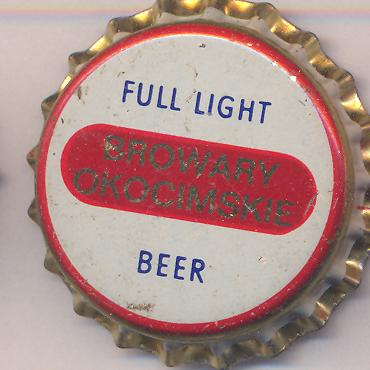 FULL LIGHT
BROWARY
OKOCIMSKIE
BEER